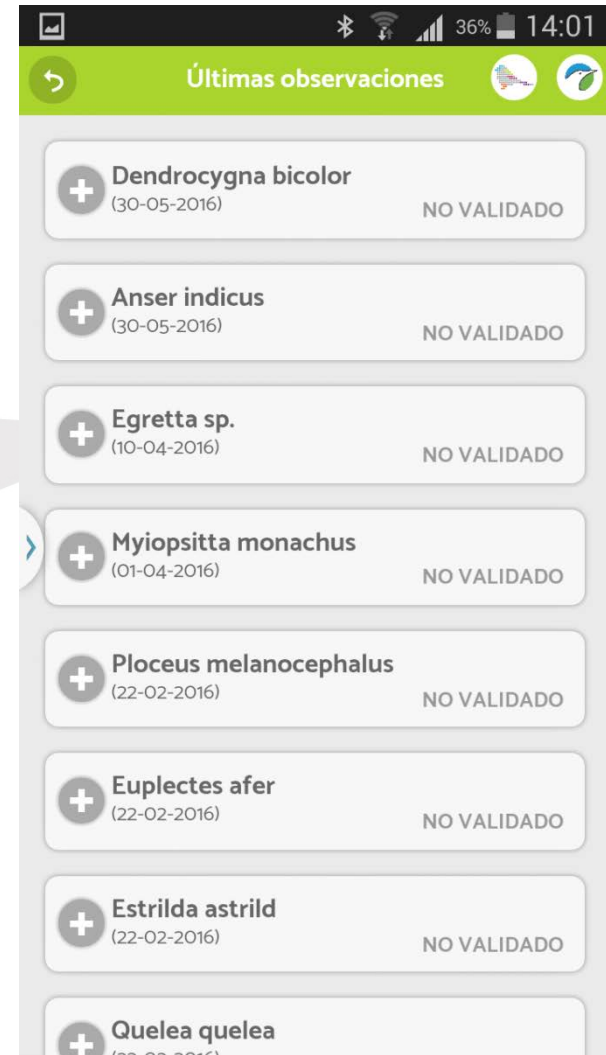 36% 14:01
Últimas observaciones
Dendrocygna bicolor
(30-05-2016)
NO VALIDADO
Anser indicus
(30-05-2016)
NO VALIDADO
Egretta sp.
(10-04-2016)
NO VALIDADO
Myiopsitta monachus
(01-04-2016)
NO VALIDADO
Ploceus melanocephalus
(22-02-2016)
NO VALIDADO
Euplectes afer
(22-02-2016)
NO VALIDADO
Estrilda astrild
(22-02-2016)
NO VALIDADO
Quelea quelea